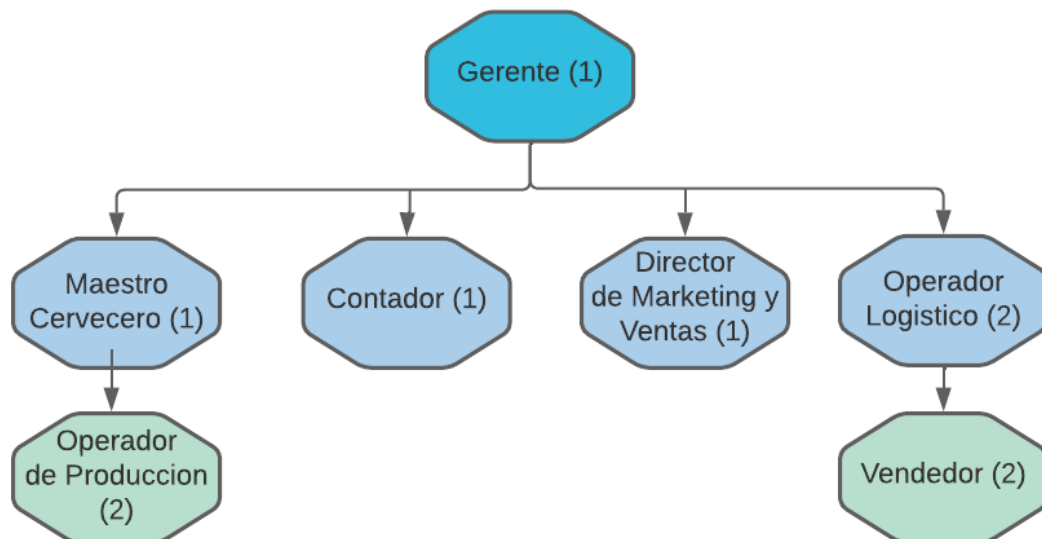 Gerente (1)
Maestro
Cervecero (1)
Contador (1)
Director
de Marketing y
Ventas (1)
Operador
Logistico (2)
Operador
de Produccion
(2)
Vendedor (2)